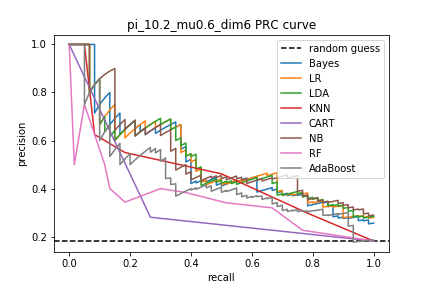 pi_10.2_mu0.6_dim6 PRC curve
1.0
0.8
0.6
0.4
0.2
precision
0.0
0.2
0.4
0.6
0.8
1.0
recall
random guess
Bayes
LR
LDA
KNN
CART
NB
RF
AdaBoost